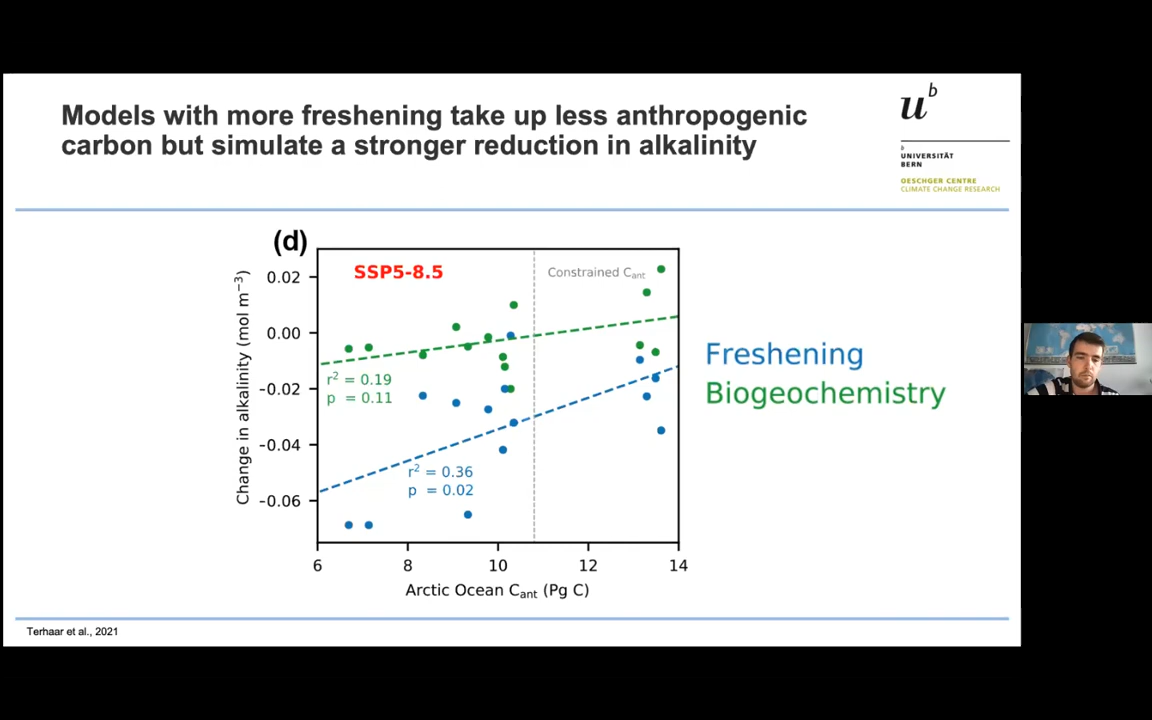 Models with more freshening take up less anthropogenic
carbon but simulate a stronger reduction in alkalinity
u^b
b
UNIVERSITÄT
BERN
OESCHGER CENTRE
CLIMATE CHANGE RESEARCH
(d)
SSP5-8.5
Constrained C_ant
Change in alkalinity (mol m⁻³)
0.02
0.00
-0.02
-0.04
-0.06
r² = 0.19
p = 0.11
r² = 0.36
p = 0.02
Freshening
Biogeochemistry
6 8 10 12 14
Arctic Ocean C_ant (Pg C)
Terhaar et al., 2021